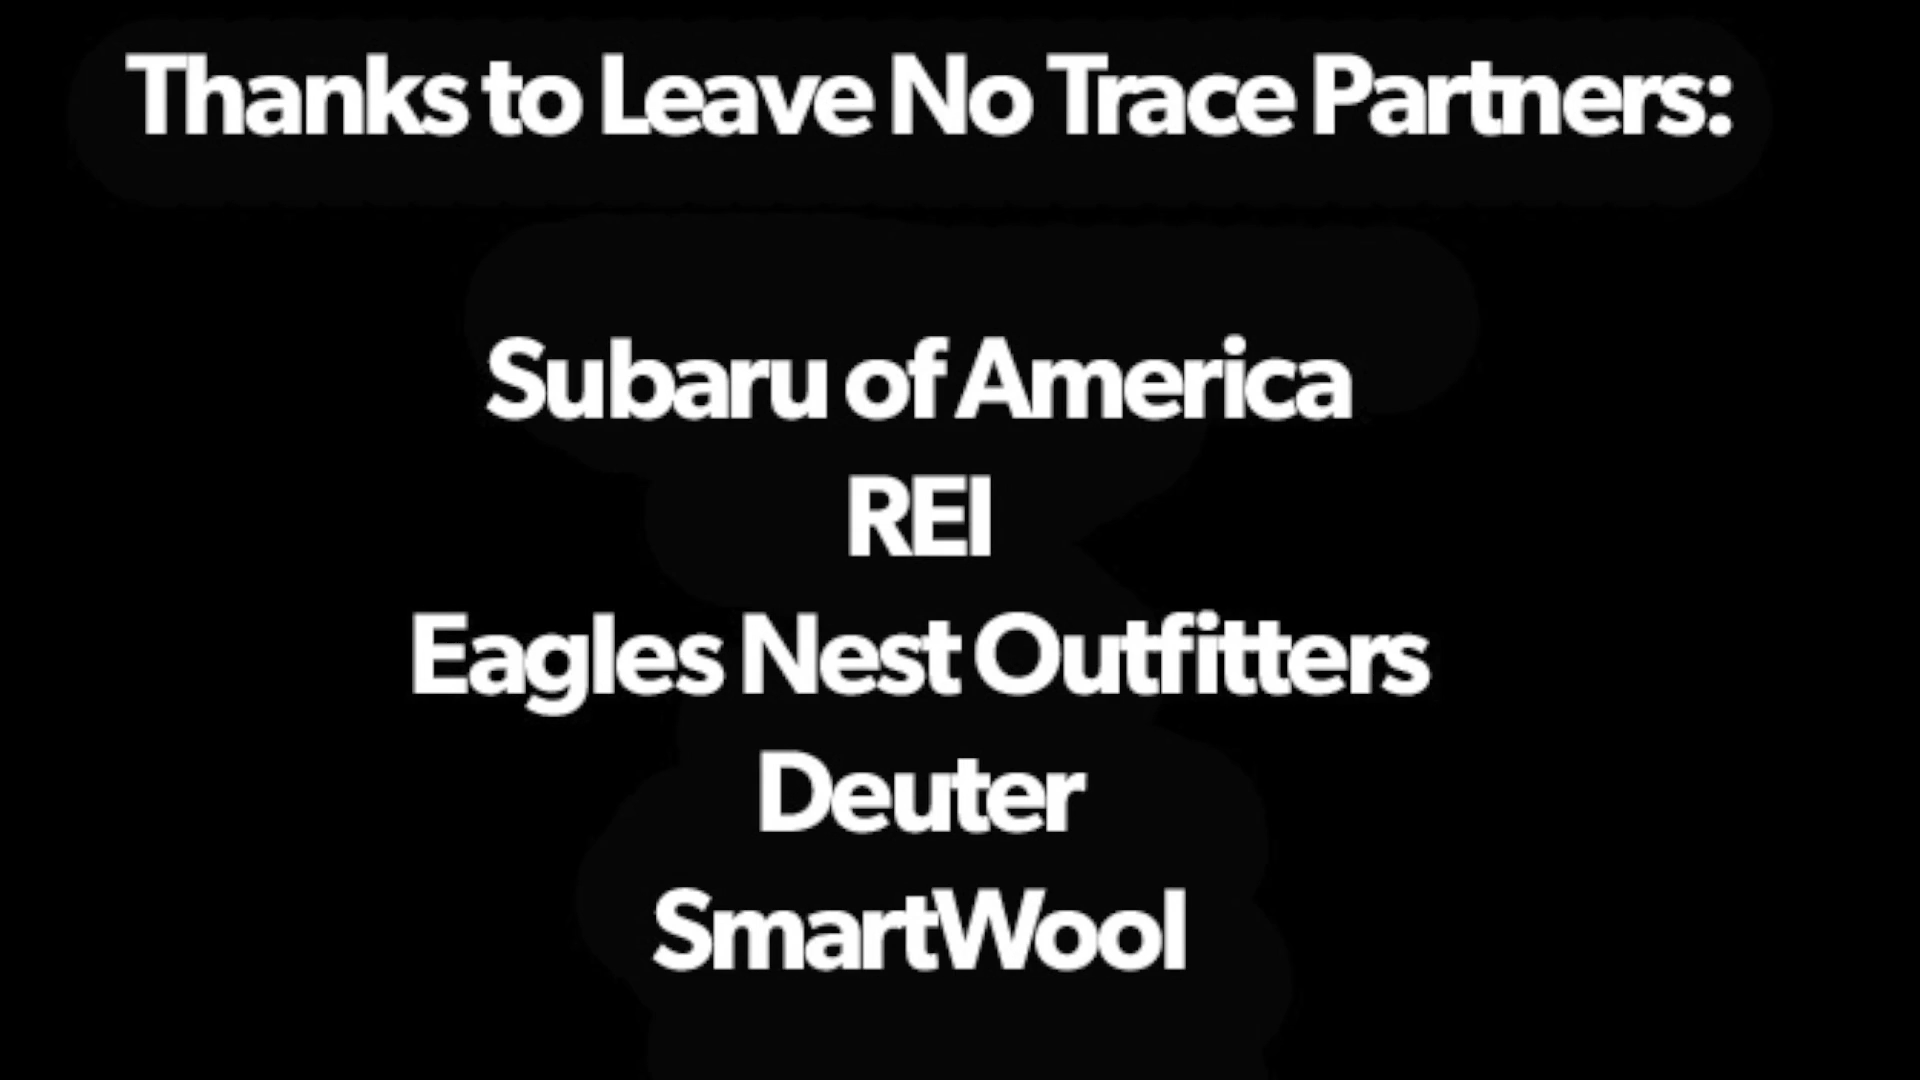 Thanks to Leave No Trace Partners:
Subaru of America
REI
Eagles Nest Outfitters
Deuter
SmartWool